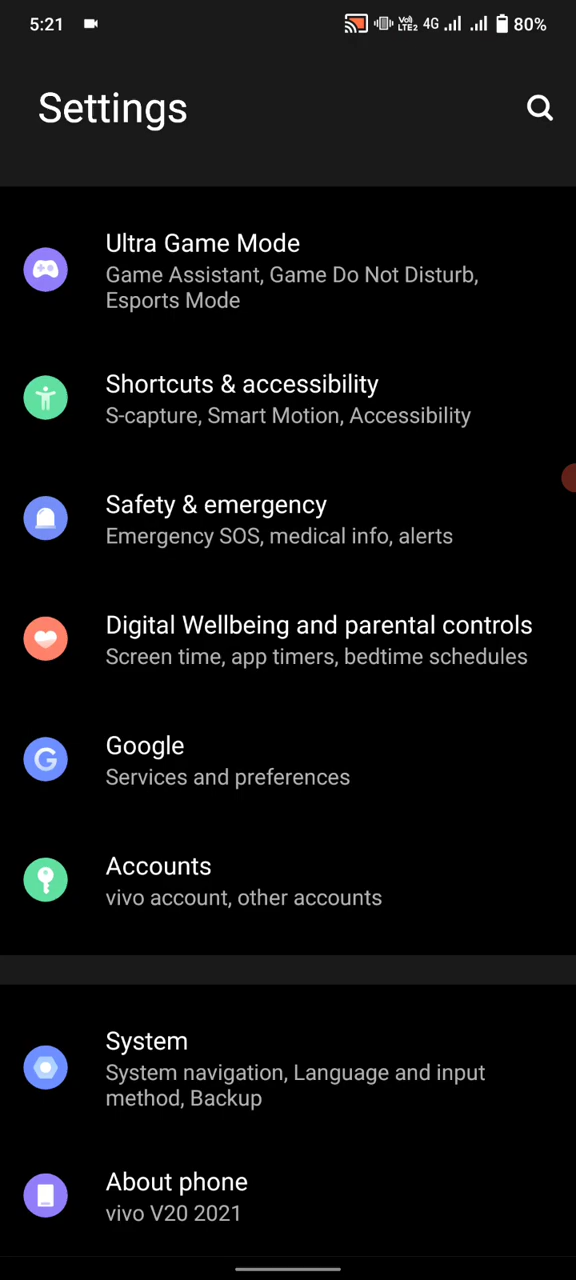 5:21 Vo) LTE2 4G 80%
Settings
Ultra Game Mode
Game Assistant, Game Do Not Disturb,
Esports Mode
Shortcuts & accessibility
S-capture, Smart Motion, Accessibility
Safety & emergency
Emergency SOS, medical info, alerts
Digital Wellbeing and parental controls
Screen time, app timers, bedtime schedules
Google
Services and preferences
Accounts
vivo account, other accounts
System
System navigation, Language and input
method, Backup
About phone
vivo V20 2021